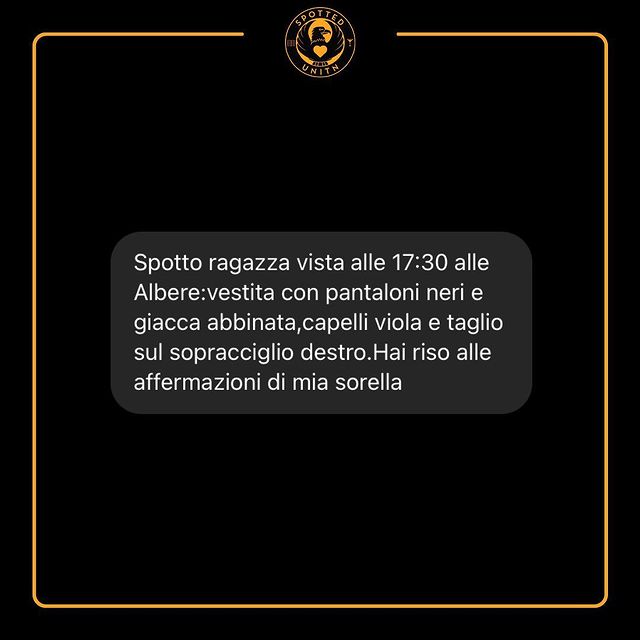 SPOTTED
UNITN
Spotto ragazza vista alle 17:30 alle
Albere:vestita con pantaloni neri e
giacca abbinata,capelli viola e taglio
sul sopracciglio destro.Hai riso alle
affermazioni di mia sorella